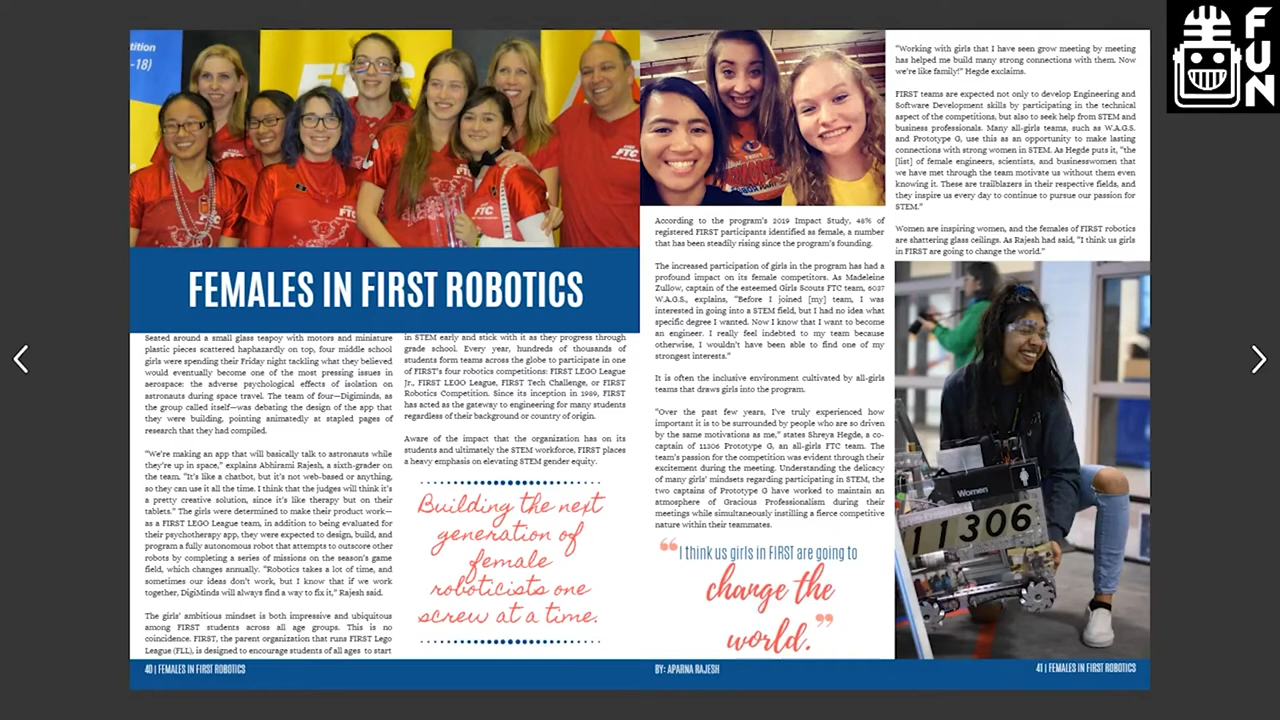 tition
-18)
FTC
FTC
FTC
FTC
FUN
FEMALES IN FIRST ROBOTICS
Seated around a small glass teapoy with motors and miniature
plastic pieces scattered haphazardly on top, four middle school
girls were spending their Friday night tackling what they believed
would eventually become one of the most pressing issues in
aerospace: the adverse psychological effects of isolation on
astronauts during space travel. The team of four—Digiminds, as
the group called itself—was debating the design of the app that
they were building, pointing animatedly at stapled pages of
research that they had compiled.
"We're making an app that will basically talk to astronauts while
they're up in space," explains Abhirami Rajesh, a sixth-grader on
the team. "It's like a chatbot, but it's not web-based or anything,
so they can use it all the time. I think that the judges will think it's
a pretty creative solution, since it's like therapy but on their
tablets." The girls were determined to make their product work—
as a FIRST LEGO League team, in addition to being evaluated for
their psychotherapy app, they were expected to design, build, and
program a fully autonomous robot that attempts to outscore other
robots by completing a series of missions on the season's game
field, which changes annually. "Robotics takes a lot of time, and
sometimes our ideas don't work, but I know that if we work
together, DigiMinds will always find a way to fix it," Rajesh said.
The girls' ambitious mindset is both impressive and ubiquitous
among FIRST students across all age groups. This is no
coincidence. FIRST, the parent organization that runs FIRST Lego
League (FLL), is designed to encourage students of all ages to start
in STEM early and stick with it as they progress through
grade school. Every year, hundreds of thousands of
students form teams across the globe to participate in one
of FIRST's four robotics competitions: FIRST LEGO League
Jr., FIRST LEGO League, FIRST Tech Challenge, or FIRST
Robotics Competition. Since its inception in 1989, FIRST
has acted as the gateway to engineering for many students
regardless of their background or country of origin.
Aware of the impact that the organization has on its
students and ultimately the STEM workforce, FIRST places
a heavy emphasis on elevating STEM gender equity.
Building the next
generation of
female
roboticists one
screw at a time.
According to the program's 2019 Impact Study, 48% of
registered FIRST participants identified as female, a number
that has been steadily rising since the program's founding.
The increased participation of girls in the program has had a
profound impact on its female competitors. As Madeleine
Zullow, captain of the esteemed Girls Scouts FTC team, 6037
W.A.G.S., explains, "Before I joined [my] team, I was
interested in going into a STEM field, but I had no idea what
specific degree I wanted. Now I know that I want to become
an engineer. I really feel indebted to my team because
otherwise, I wouldn't have been able to find one of my
strongest interests."
It is often the inclusive environment cultivated by all-girls
teams that draws girls into the program.
"Over the past few years, I've truly experienced how
important it is to be surrounded by people who are so driven
by the same motivations as me," states Shreya Hegde, a co-
captain of 11306 Prototype G, an all-girls FTC team. The
team's passion for the competition was evident through their
excitement during the meeting. Understanding the delicacy
of many girls' mindsets regarding participating in STEM, the
two captains of Prototype G have worked to maintain an
atmosphere of Gracious Professionalism during their
meetings while simultaneously instilling a fierce competitive
nature within their teammates.
"I think us girls in FIRST are going to
change the
world."
"Working with girls that I have seen grow meeting by meeting
has helped me build many strong connections with them. Now
we're like family!" Hegde exclaims.
FIRST teams are expected not only to develop Engineering and
Software Development skills by participating in the technical
aspect of the competitions, but also to seek help from STEM and
business professionals. Many all-girls teams, such as W.A.G.S.
and Prototype G, use this as an opportunity to make lasting
connections with strong women in STEM. As Hegde puts it, "the
[list] of female engineers, scientists, and businesswomen that
we have met through the team motivate us without them even
knowing it. These are trailblazers in their respective fields, and
they inspire us every day to continue to pursue our passion for
STEM."
Women are inspiring women, and the females of FIRST robotics
are shattering glass ceilings. As Rajesh had said, "I think us girls
in FIRST are going to change the world."
Women
11306
40 | FEMALES IN FIRST ROBOTICS
BY: APARNA RAJESH
41 | FEMALES IN FIRST ROBOTICS